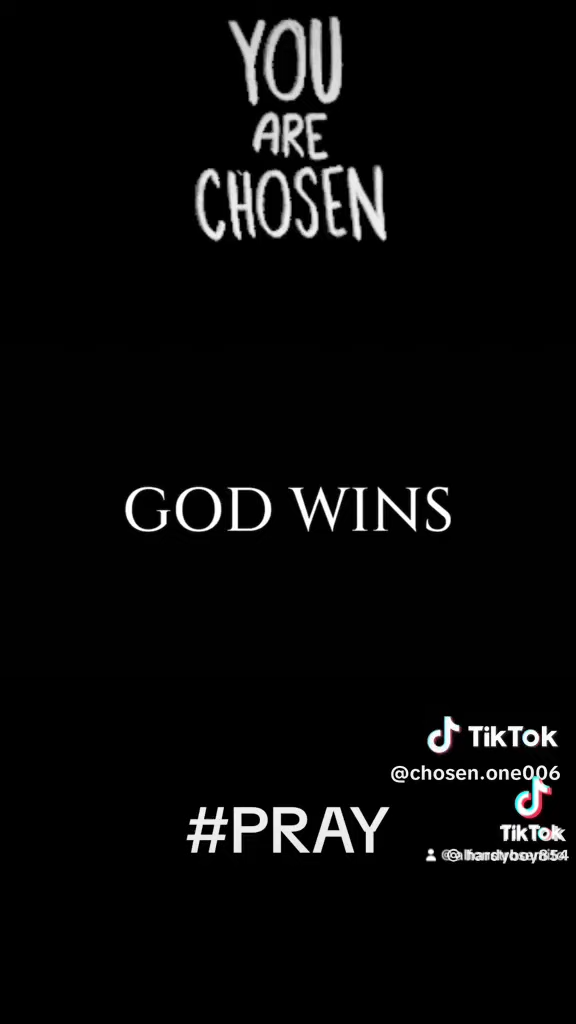 YOU
ARE
CHOSEN
GOD WINS
TikTok
@chosen.one006
#PRAY
TikTok